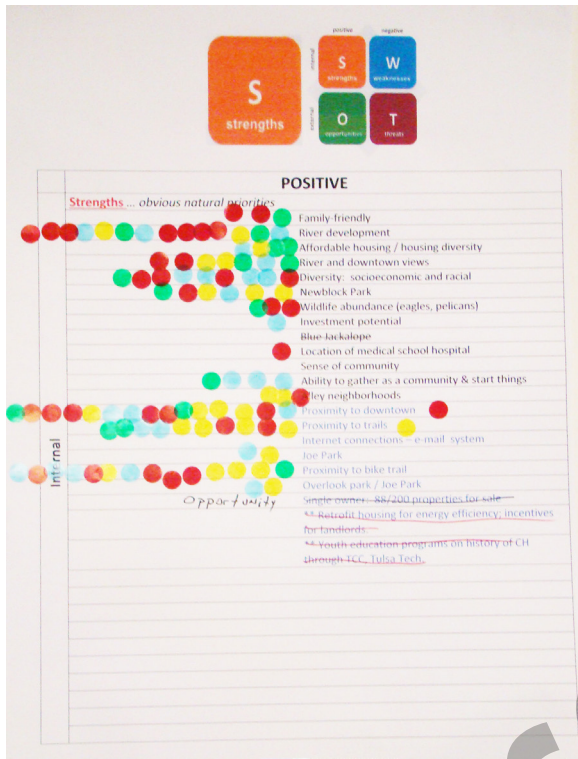 positive negative
internal
S
strengths
W
weaknesses
S
strengths
external
O
opportunities
T
threats
POSITIVE
Strengths ... obvious natural priorities
Family-friendly
River development
Affordable housing / housing diversity
River and downtown views
Diversity: socioeconomic and racial
Newblock Park
Wildlife abundance (eagles, pelicans)
Investment potential
Blue Jackalope
Location of medical school hospital
Sense of community
Ability to gather as a community & start things
neighborhoods
Proximity to downtown
Proximity to trails
Internet connections – e-mail system
Joe Park
Proximity to bike trail
Overlook park / Joe Park
Opportunity
Single owner: 88/200 properties for sale
** Retrofit housing for energy efficiency; incentives
for landlords
** Youth education programs on history of CH
through TCC, Tulsa Tech.
Internal